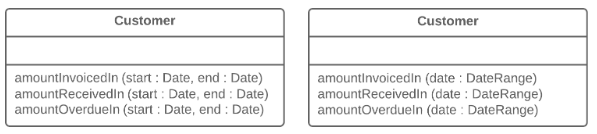 Customer
amountInvoicedIn (start : Date, end : Date)
amountReceivedIn (start : Date, end : Date)
amountOverdueIn (start : Date, end : Date)
Customer
amountInvoicedIn (date : DateRange)
amountReceivedIn (date : DateRange)
amountOverdueIn (date : DateRange)